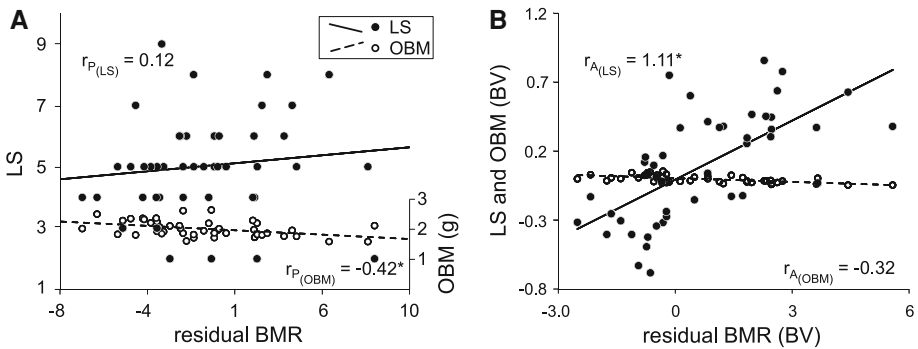 A
LS
OBM
r_P(LS) = 0.12
LS
9
7
5
3
1
3
2
1
OBM (g)
r_P(OBM) = -0.42*
-8
-4
1
6
10
residual BMR
B
r_A(LS) = 1.11*
LS and OBM (BV)
1.2
0.7
0.2
-0.3
-0.8
r_A(OBM) = -0.32
-3.0
0
3
6
residual BMR (BV)